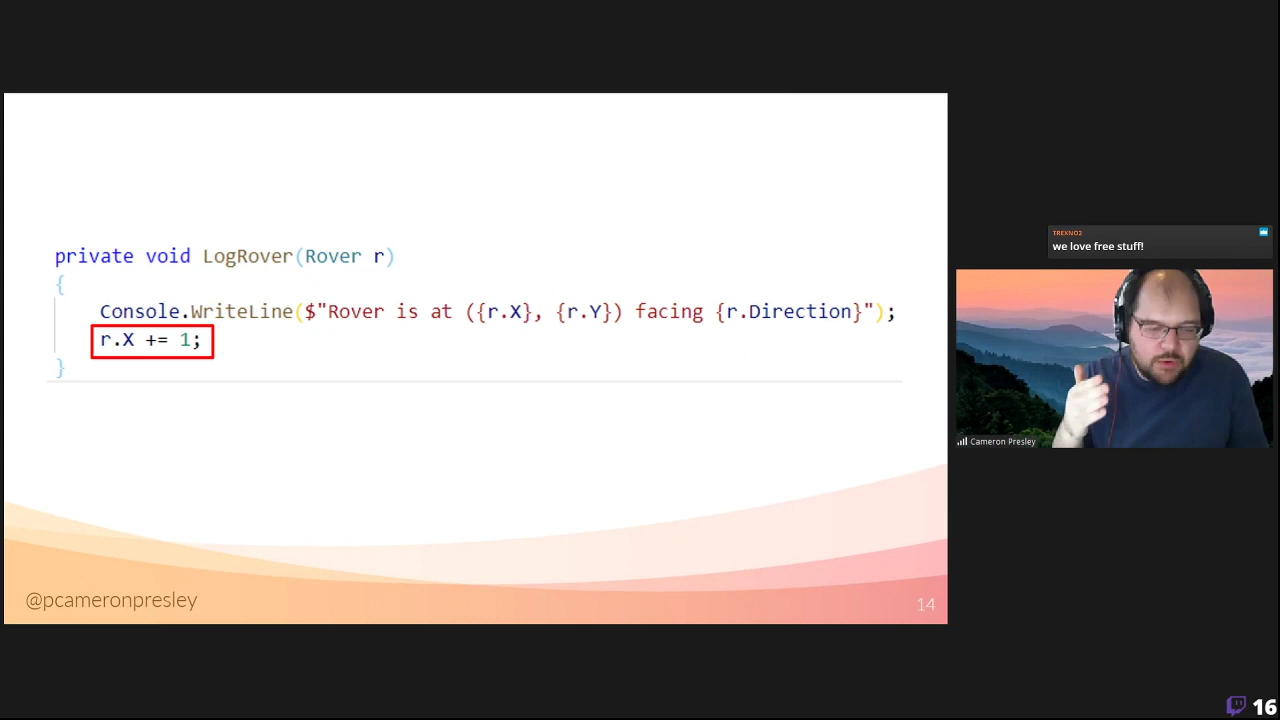 private void LogRover(Rover r)
{
Console.WriteLine($"Rover is at ({r.X}, {r.Y}) facing {r.Direction}");
r.X += 1;
}
@pcameronpresley
14
TREXNO2
we love free stuff!
Cameron Presley
16